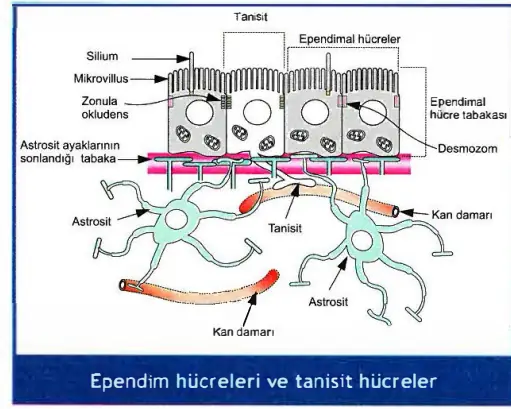 Tanisit
Ependimal hücreler
Silium
Mikrovillus
Zonula
okludens
Ependimal
hücre tabakası
Desmozom
Astrosit ayaklarının
sonlandığı tabaka
Astrosit
Tanisit
Kan damarı
Astrosit
Kan damarı
Ependim hücreleri ve tanisit hücreler